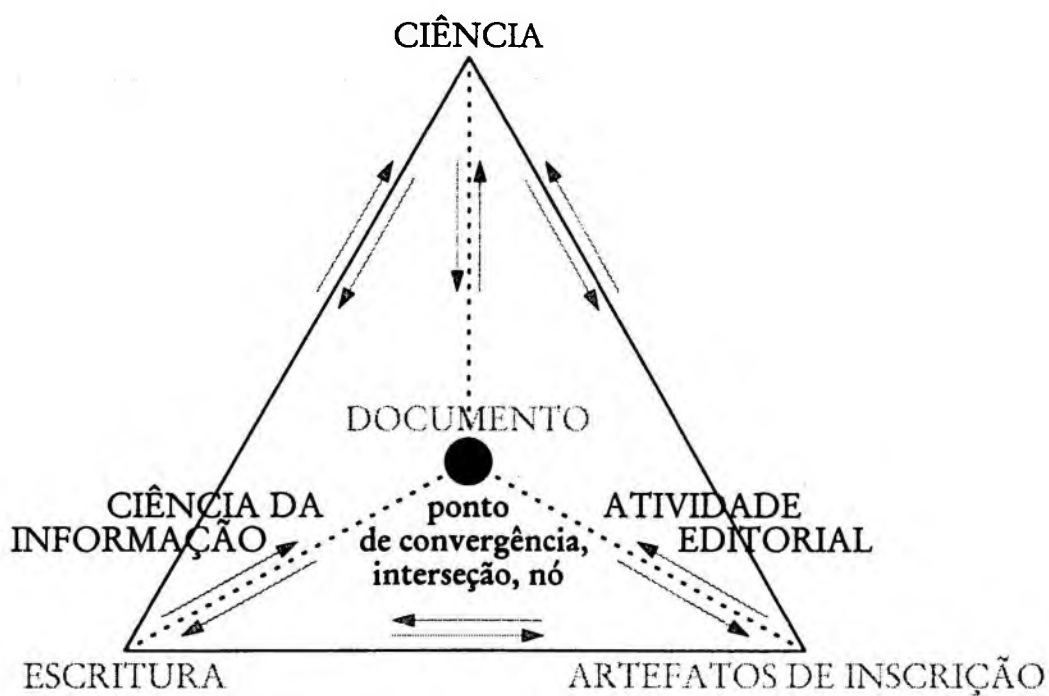 CIÊNCIA
DOCUMENTO
CIÊNCIA DA
INFORMAÇÃO
ponto
de convergência,
interseção, nó
ATIVIDADE
EDITORIAL
ESCRITURA
ARTEFATOS DE INSCRIÇÃO